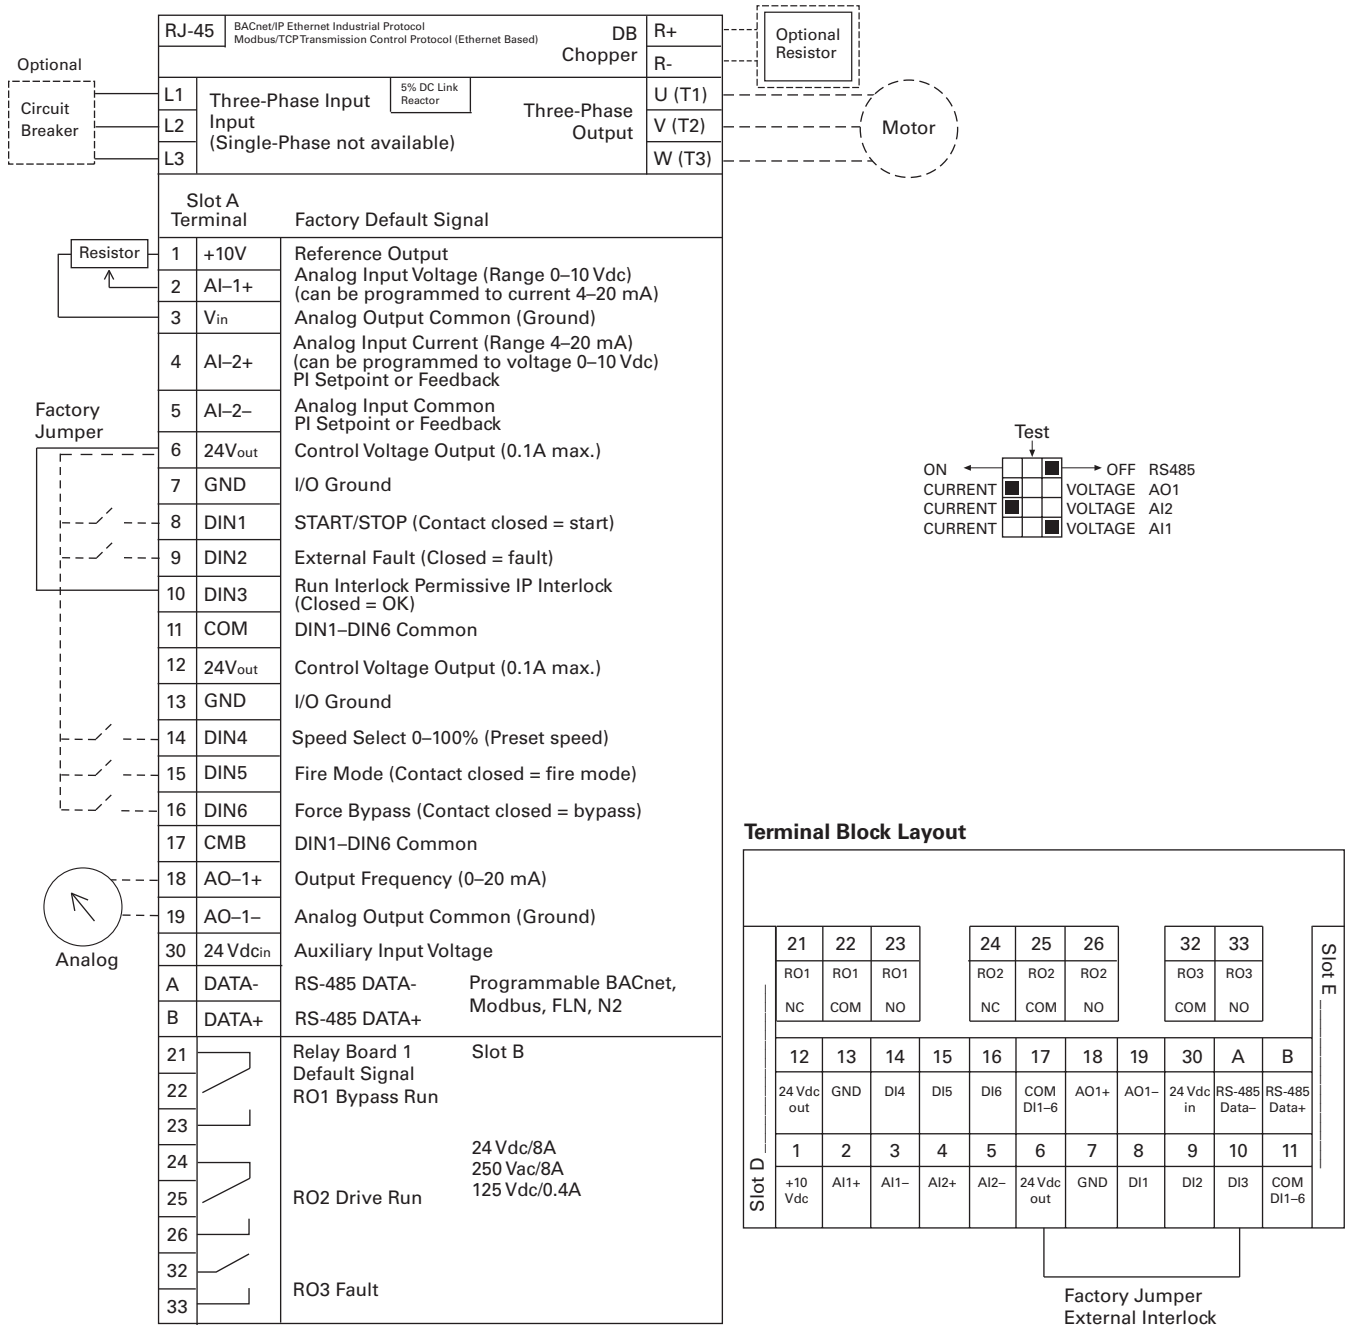 RJ-45
BACnet/IP Ethernet Industrial Protocol
Modbus/TCP Transmission Control Protocol (Ethernet Based)
DB
Chopper
R+
R-
Optional
Resistor
Optional
Circuit
Breaker
L1
L2
L3
Three-Phase Input
Input
(Single-Phase not available)
5% DC Link
Reactor
Three-Phase
Output
U (T1)
V (T2)
W (T3)
Motor
Slot A
Terminal
Factory Default Signal
Resistor
1 +10V Reference Output
2 AI–1+ Analog Input Voltage (Range 0–10 Vdc)
(can be programmed to current 4–20 mA)
3 Vin Analog Output Common (Ground)
4 AI–2+ Analog Input Current (Range 4–20 mA)
(can be programmed to voltage 0–10 Vdc)
PI Setpoint or Feedback
5 AI–2– Analog Input Common
PI Setpoint or Feedback
Factory
Jumper
6 24Vout Control Voltage Output (0.1A max.)
7 GND I/O Ground
8 DIN1 START/STOP (Contact closed = start)
9 DIN2 External Fault (Closed = fault)
10 DIN3 Run Interlock Permissive IP Interlock
(Closed = OK)
11 COM DIN1–DIN6 Common
12 24Vout Control Voltage Output (0.1A max.)
13 GND I/O Ground
14 DIN4 Speed Select 0–100% (Preset speed)
15 DIN5 Fire Mode (Contact closed = fire mode)
16 DIN6 Force Bypass (Contact closed = bypass)
17 CMB DIN1–DIN6 Common
18 AO–1+ Output Frequency (0–20 mA)
19 AO–1– Analog Output Common (Ground)
Analog
30 24 Vdcin Auxiliary Input Voltage
A DATA- RS-485 DATA-
B DATA+ RS-485 DATA+
Programmable BACnet,
Modbus, FLN, N2
21
22
23
24
25
26
32
33
Relay Board 1
Default Signal
RO1 Bypass Run
Slot B
24 Vdc/8A
250 Vac/8A
125 Vdc/0.4A
RO2 Drive Run
RO3 Fault
Test
ON OFF RS485
CURRENT VOLTAGE AO1
CURRENT VOLTAGE AI2
CURRENT VOLTAGE AI1
Terminal Block Layout
Slot D
Slot E
21 22 23 24 25 26 32 33
RO1 RO1 RO1 RO2 RO2 RO2 RO3 RO3
NC COM NO NC COM NO COM NO
12 13 14 15 16 17 18 19 30 A B
24 Vdc GND DI4 DI5 DI6 COM AO1+ AO1– 24 Vdc RS-485 RS-485
out DI1–6 in Data– Data+
1 2 3 4 5 6 7 8 9 10 11
+10 AI1+ AI1– AI2+ AI2– 24 Vdc GND DI1 DI2 DI3 COM
Vdc out DI1–6
Factory Jumper
External Interlock